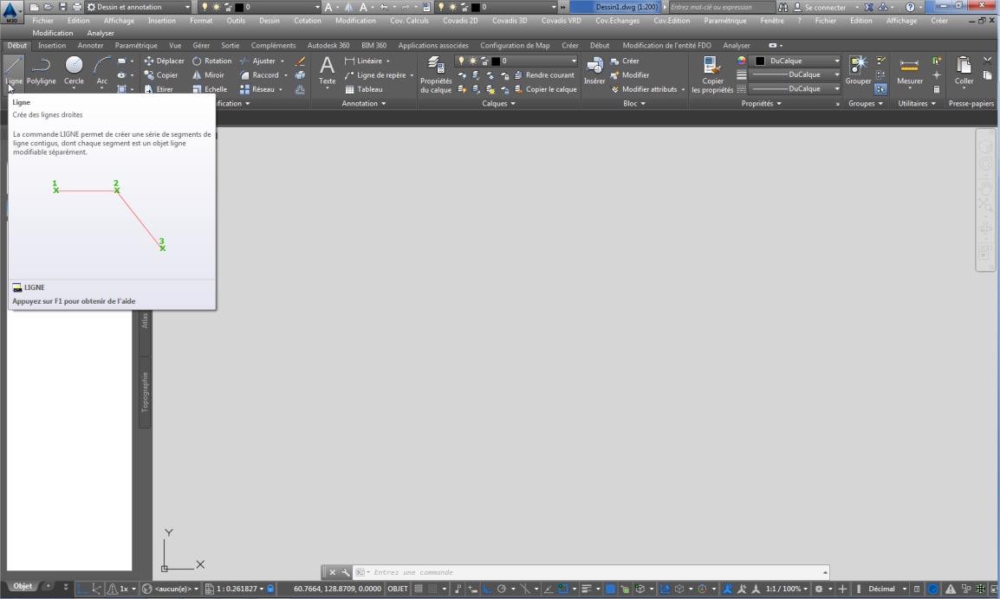 Dessin et annotation 0 0 Dessin1.dwg (1:200) Entrez mot-clé ou expression Se connecter
M3D Fichier Edition Affichage Insertion Format Outils Dessin Cotation Modification Cov. Calculs Covadis 2D Covadis 3D Covadis VRD Cov.Echanges Cov.Edition Paramétrique Fenêtre ? Fichier Edition Affichage Créer
Modification Analyser
Début Insertion Annoter Paramétrique Vue Gérer Sortie Compléments Autodesk 360 BIM 360 Applications associées Configuration de Map Créer Début Modification de l'entité FDO Analyser
Déplacer Rotation Ajuster Linéaire 0 Créer DuCalque
Ligne Polyligne Cercle Arc Copier Miroir Raccord Texte Ligne de repère Propriétés du calque Rendre courant Insérer Modifier Copier les propriétés DuCalque Grouper Mesurer Coller
Etirer Echelle Réseau Tableau Copier le calque Modifier attributs DuCalque
fication Annotation Calques Bloc Propriétés Groupes Utilitaires Presse-papiers
Ligne
Crée des lignes droites
La commande LIGNE permet de créer une série de segments de
ligne contigus, dont chaque segment est un objet ligne
modifiable séparément.
1 2
3
LIGNE
Appuyez sur F1 pour obtenir de l'aide
Atlas
Topographie
Y
X
Entrez une commande
Objet + 1x <aucun(e)> 1 : 0.261827 60.7664, 128.8709, 0.0000 OBJET 1:1 / 100% Décimal